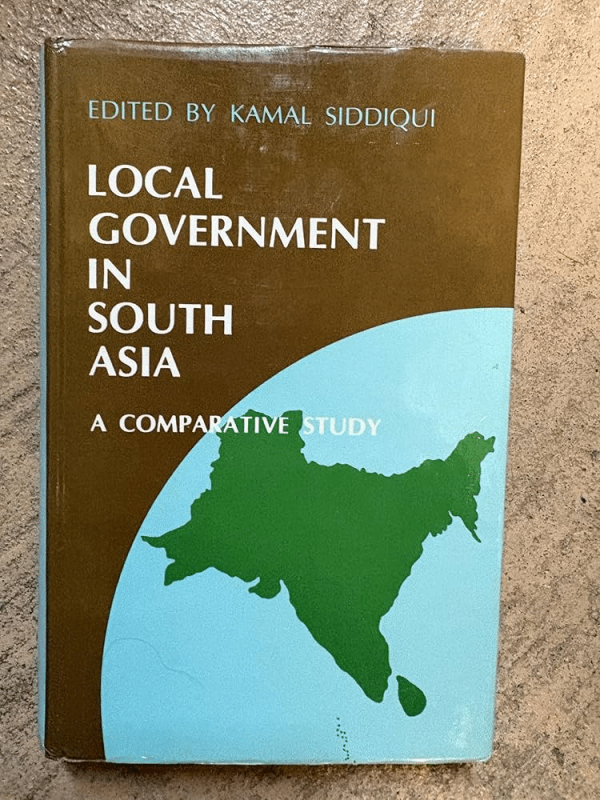 EDITED BY KAMAL SIDDIQUI
LOCAL
GOVERNMENT
IN
SOUTH
ASIA
A COMPARATIVE STUDY